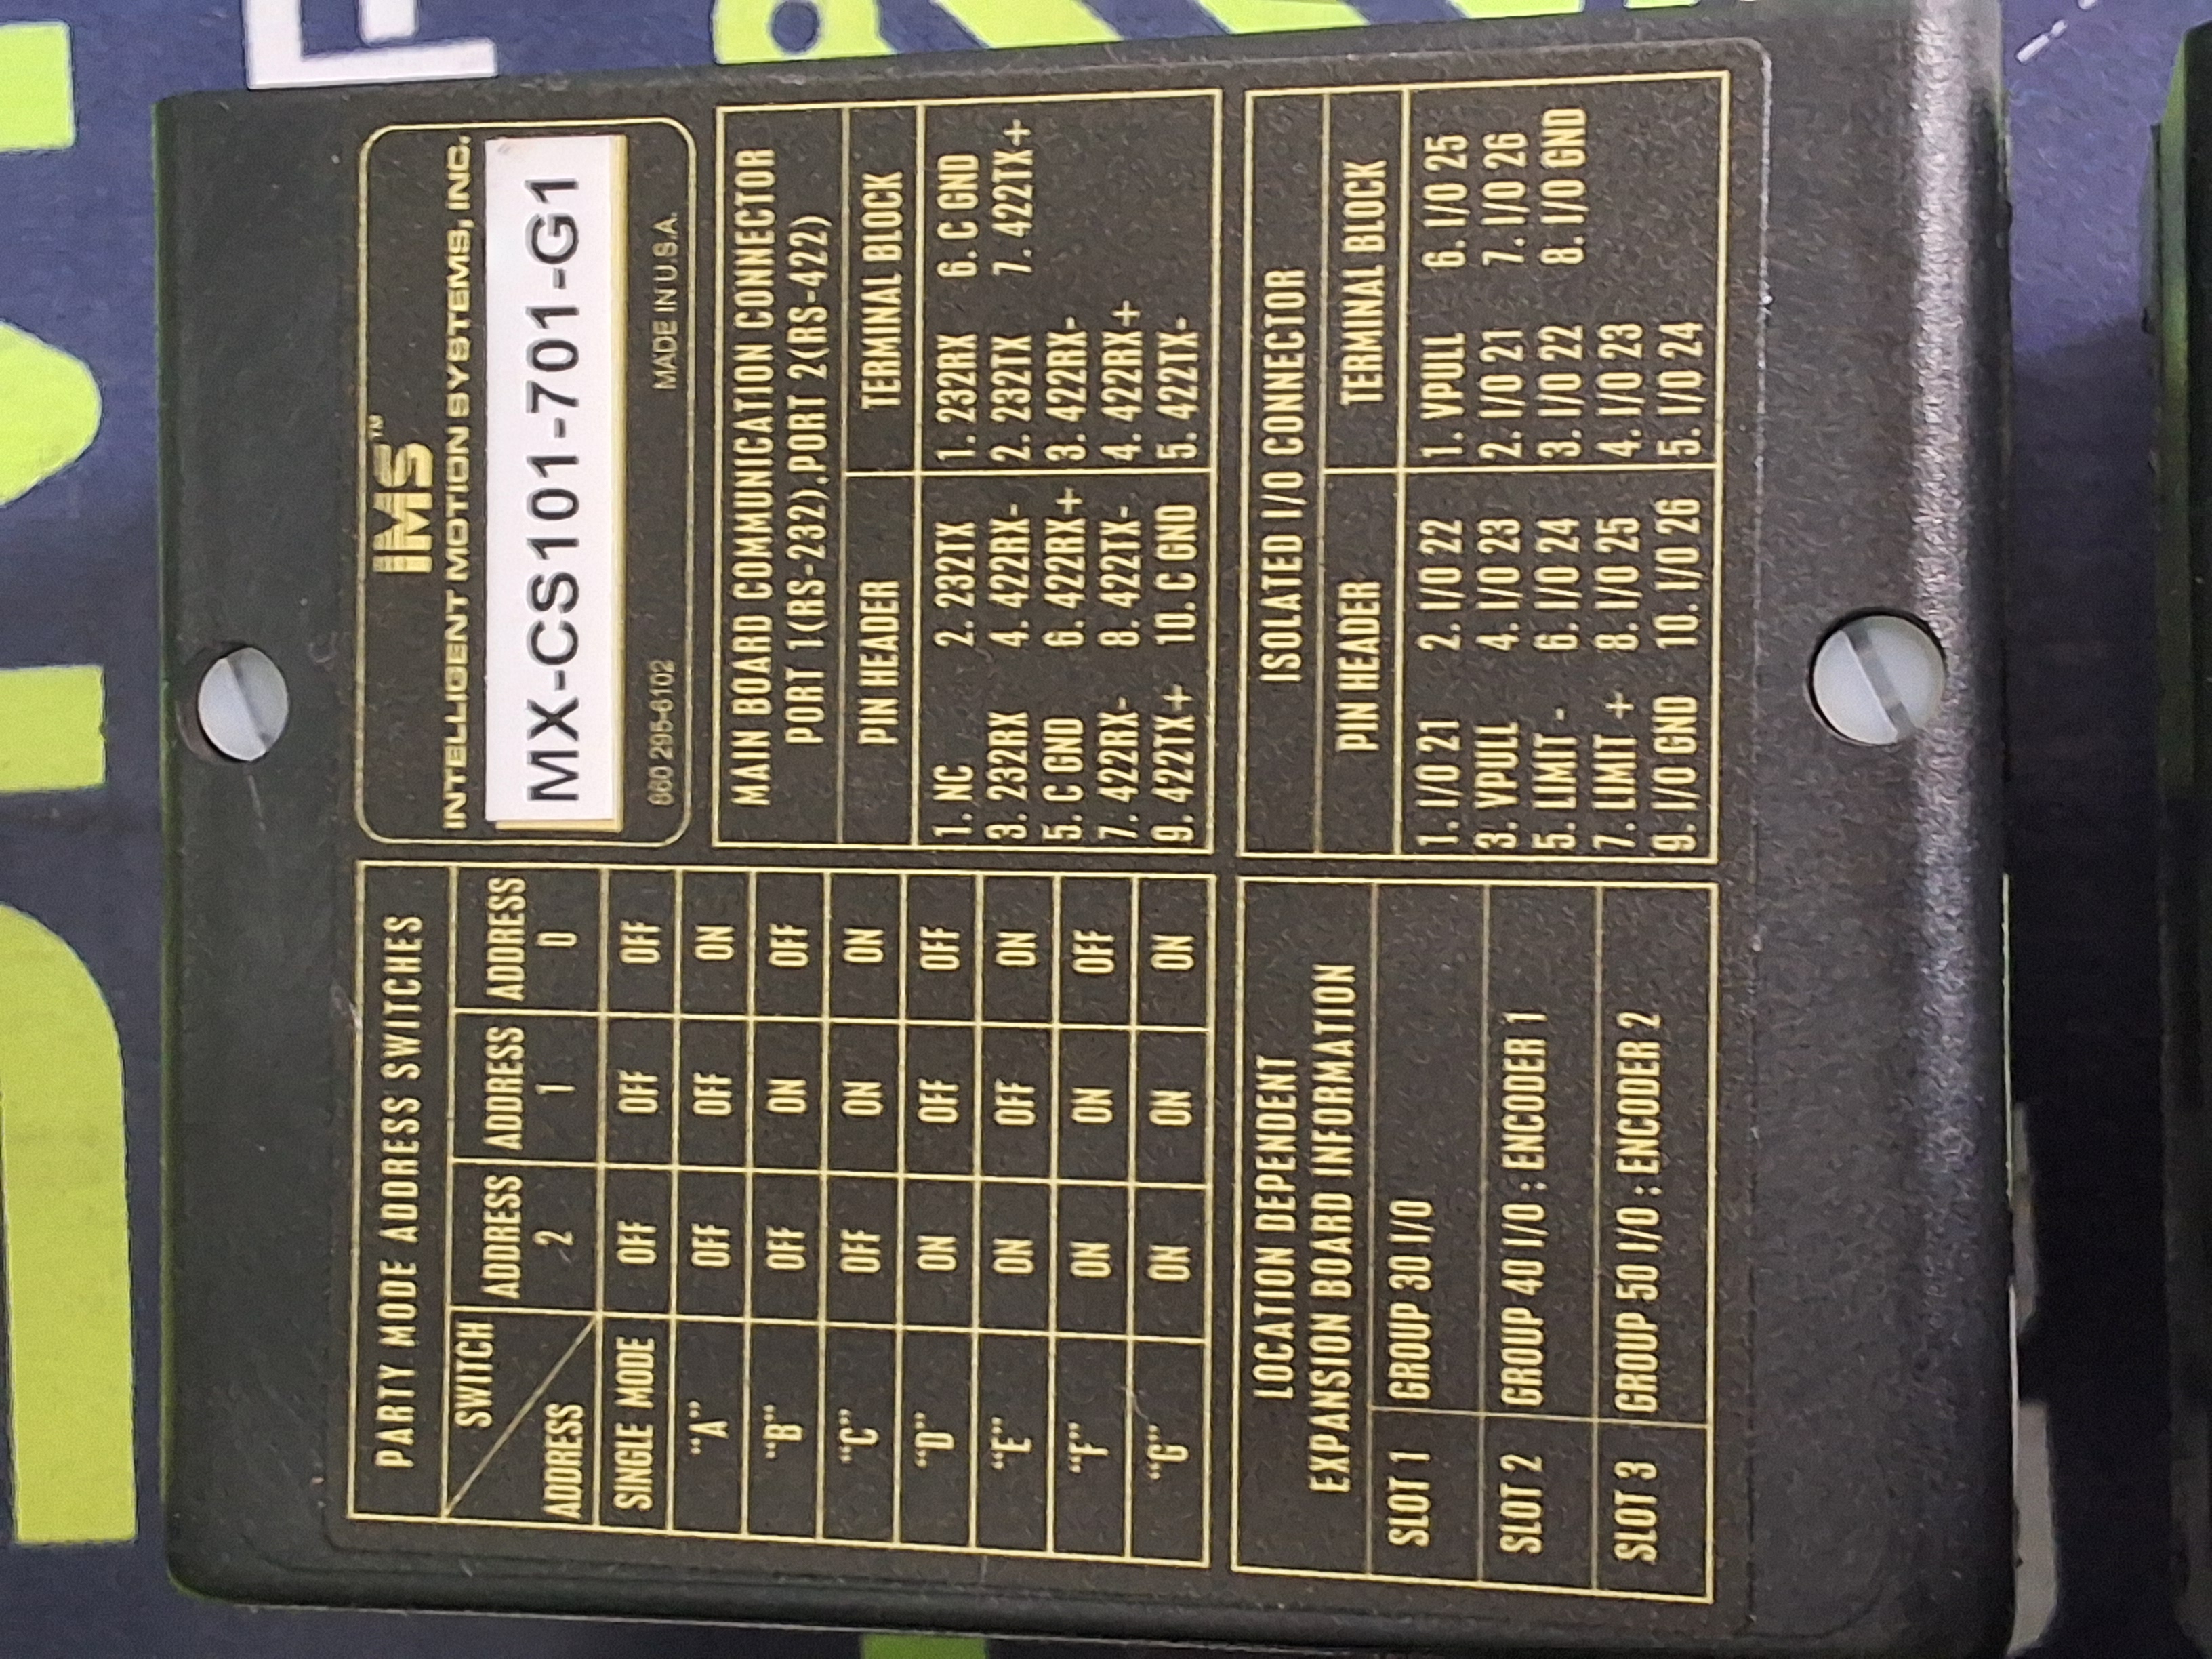 PARTY MODE ADDRESS SWITCHES
SWITCH ADDRESS ADDRESS ADDRESS
ADDRESS 2 1 0
SINGLE MODE OFF OFF OFF
"A" OFF OFF ON
"B" OFF ON OFF
"C" OFF ON ON
"D" ON OFF OFF
"E" ON OFF ON
"F" ON ON OFF
"G" ON ON ON
LOCATION DEPENDENT
EXPANSION BOARD INFORMATION
SLOT 1 GROUP 30 I/O
SLOT 2 GROUP 40 I/O : ENCODER 1
SLOT 3 GROUP 50 I/O : ENCODER 2
IMS™
INTELLIGENT MOTION SYSTEMS, INC.
MX-CS101-701-G1
660 295-6102 MADE IN U.S.A.
MAIN BOARD COMMUNICATION CONNECTOR
PORT 1(RS-232),PORT 2(RS-422)
PIN HEADER TERMINAL BLOCK
1. NC 2. 232TX 1. 232RX 6. C GND
3. 232RX 4. 422RX- 2. 232TX 7. 422TX+
5. C GND 6. 422RX+ 3. 422RX-
7. 422RX- 8. 422TX- 4. 422RX+
9. 422TX+ 10. C GND 5. 422TX-
ISOLATED I/O CONNECTOR
PIN HEADER TERMINAL BLOCK
1. I/O 21 2. I/O 22 1. VPULL 6. I/O 25
3. VPULL 4. I/O 23 2. I/O 21 7. I/O 26
5. LIMIT - 6. I/O 24 3. I/O 22 8. I/O GND
7. LIMIT + 8. I/O 25 4. I/O 23
9. I/O GND 10. I/O 26 5. I/O 24